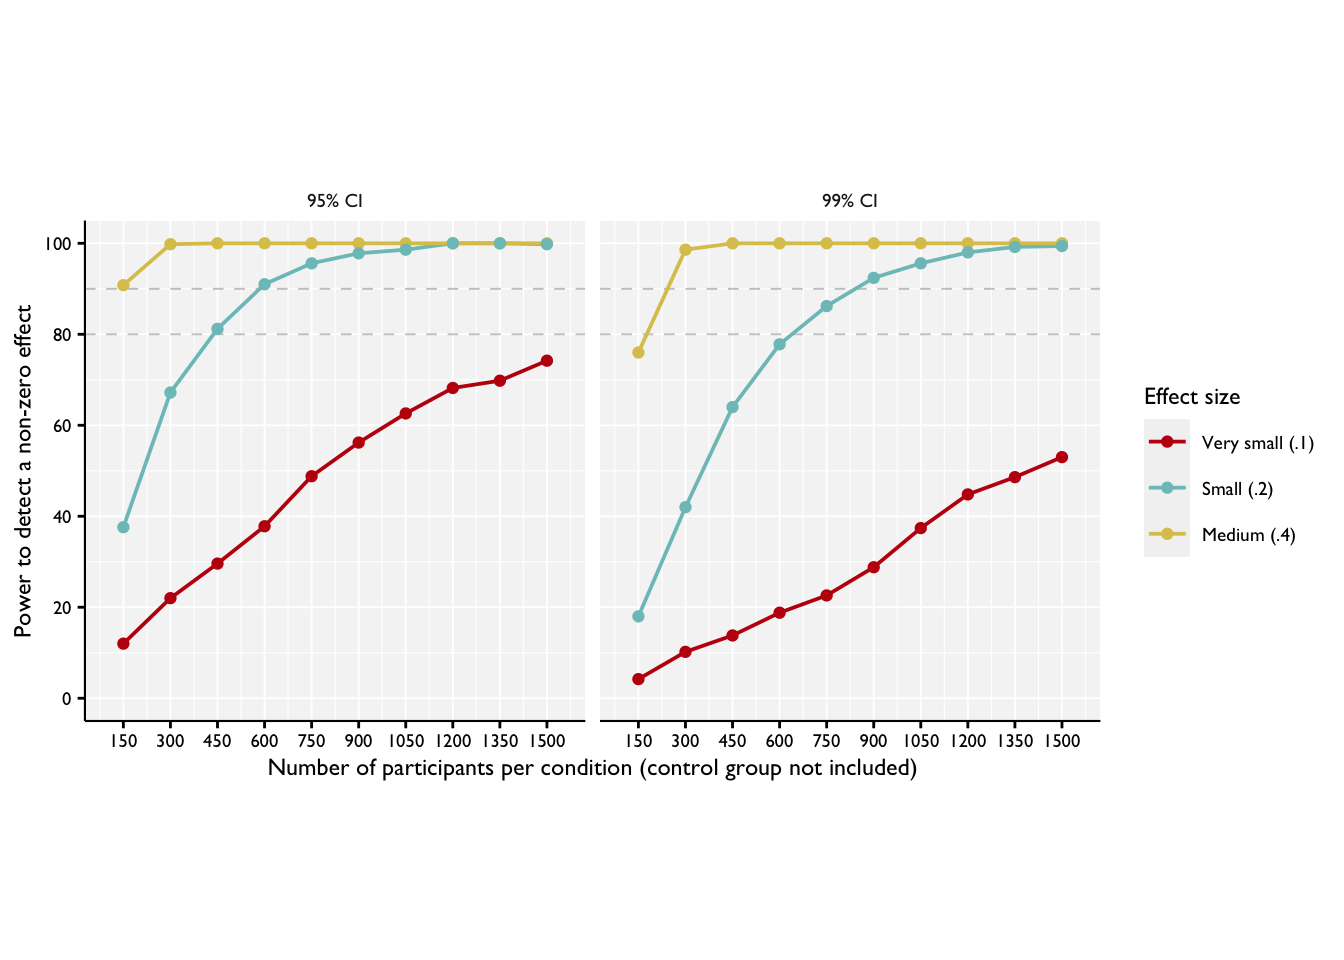 95% CI
99% CI
Power to detect a non-zero effect
100
80
60
40
20
0
150 300 450 600 750 900 1050 1200 1350 1500
150 300 450 600 750 900 1050 1200 1350 1500
Number of participants per condition (control group not included)
Effect size
Very small (.1)
Small (.2)
Medium (.4)